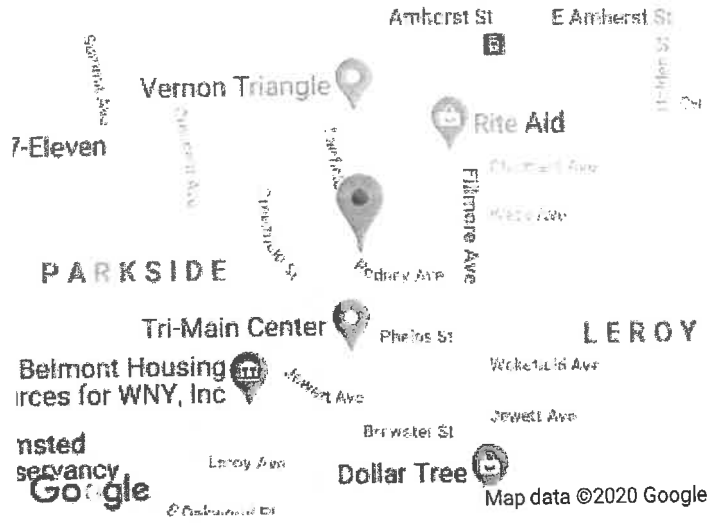 Amherst St
E Amherst St
Vernon Triangle
Rite Aid
7-Eleven
Fillmore Ave
PARKSIDE
Rodney Ave
Tri-Main Center
Phelps St
LEROY
Belmont Housing
rces for WNY, Inc
Wakefield Ave
Jewett Ave
Jewett Ave
Brewster St
nsted
servancy
Leroy Ave
Dollar Tree
Google
Map data ©2020 Google